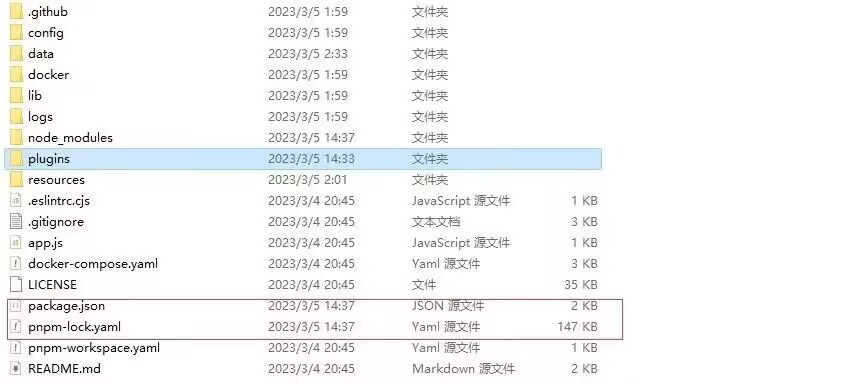 .github 2023/3/5 1:59 文件夹
config 2023/3/5 1:59 文件夹
data 2023/3/5 2:33 文件夹
docker 2023/3/5 1:59 文件夹
lib 2023/3/5 1:59 文件夹
logs 2023/3/5 1:59 文件夹
node_modules 2023/3/5 14:37 文件夹
plugins 2023/3/5 14:33 文件夹
resources 2023/3/5 2:01 文件夹
.eslintrc.cjs 2023/3/4 20:45 JavaScript 源文件 1 KB
.gitignore 2023/3/4 20:45 文本文档 3 KB
app.js 2023/3/4 20:45 JavaScript 源文件 1 KB
docker-compose.yaml 2023/3/4 20:45 Yaml 源文件 3 KB
LICENSE 2023/3/4 20:45 文件 35 KB
package.json 2023/3/5 14:37 JSON 源文件 2 KB
pnpm-lock.yaml 2023/3/5 14:37 Yaml 源文件 147 KB
pnpm-workspace.yaml 2023/3/4 20:45 Yaml 源文件 1 KB
README.md 2023/3/4 20:45 Markdown 源文件 3 KB